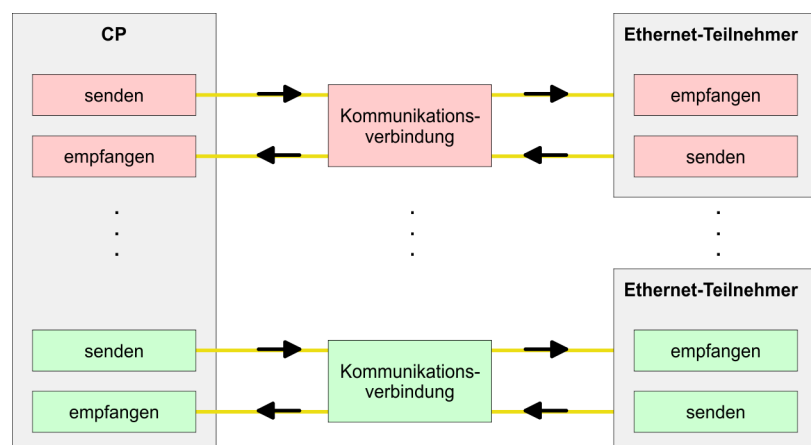 CP
Ethernet-Teilnehmer
senden
Kommunikations-
verbindung
empfangen
empfangen
senden
Ethernet-Teilnehmer
senden
Kommunikations-
verbindung
empfangen
empfangen
senden